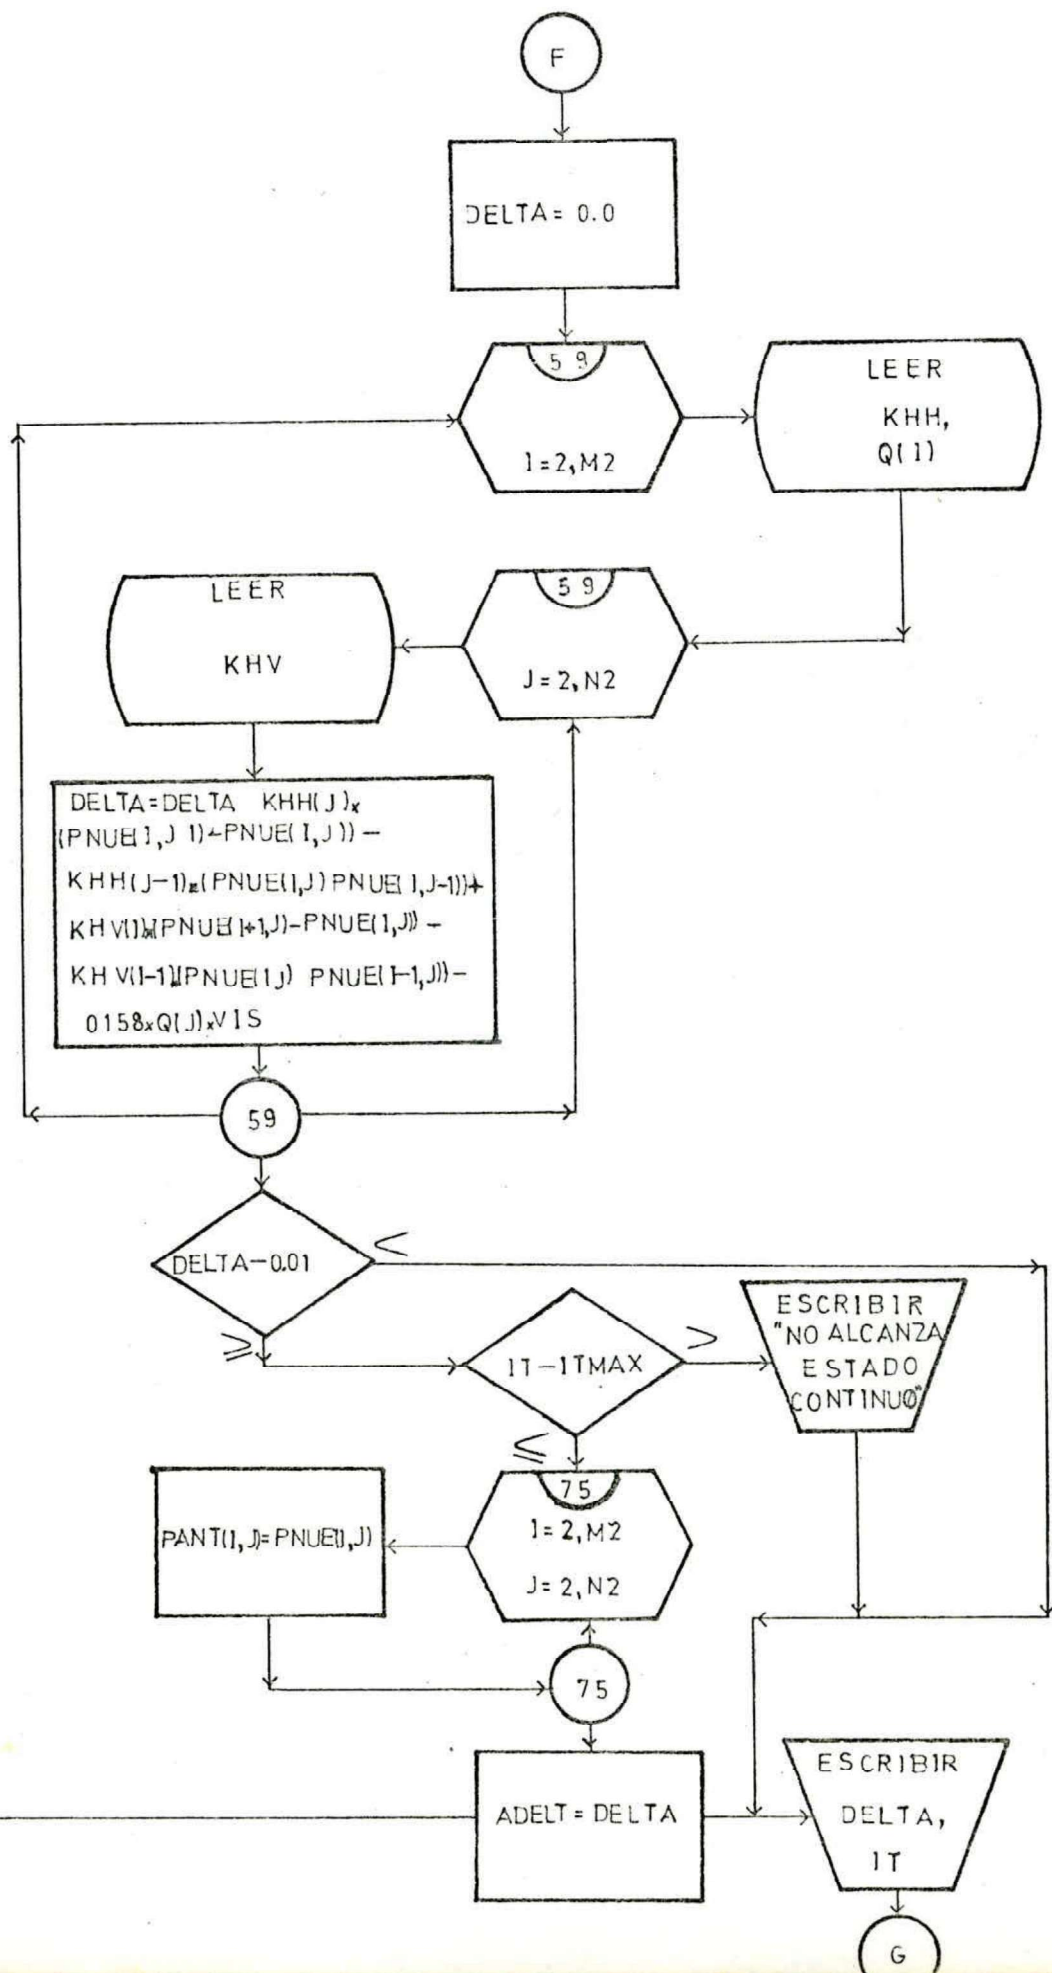 F
DELTA= 0.0
59
I=2,M2
LEER
KHH,
Q(I)
59
J=2,N2
LEER
KHV
DELTA=DELTA KHH(J)x
(PNUE(I,J 1)-PNUE(I,J))-
KHH(J-1)x(PNUE(I,J) PNUE(I,J-1))+
KHV(I)x(PNUE(I+1,J)-PNUE(I,J))-
KHV(I-1)(PNUE(I,J) PNUE(I-1,J))-
0158xQ(J)xVIS
59
DELTA-0.01
<
≥
IT-ITMAX
>
≤
ESCRIBIR
"NO ALCANZA
ESTADO
CONTINUO"
75
I=2,M2
J=2,N2
PANT(I,J)=PNUE(I,J)
75
ADELT=DELTA
ESCRIBIR
DELTA,
IT
G